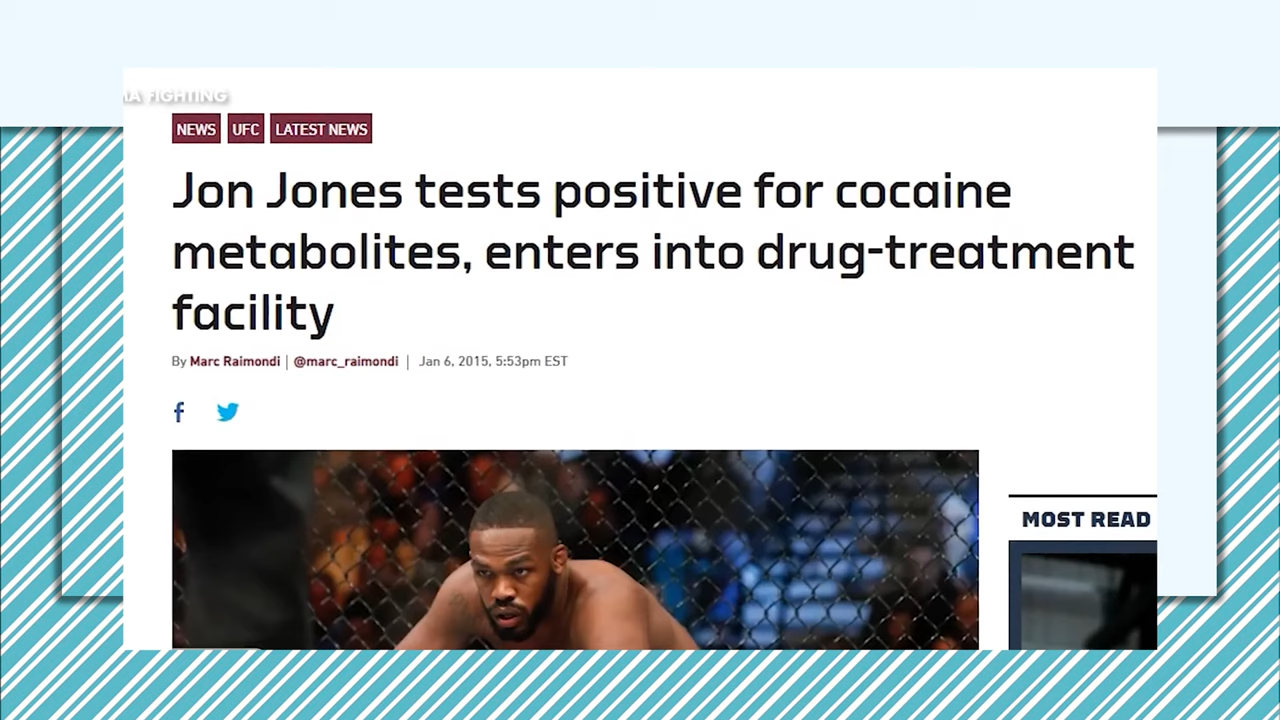 FIGHTING
NEWS UFC LATEST NEWS
Jon Jones tests positive for cocaine
metabolites, enters into drug-treatment
facility
By Marc Raimondi | @marc_raimondi | Jan 6, 2015, 5:53pm EST
MOST READ